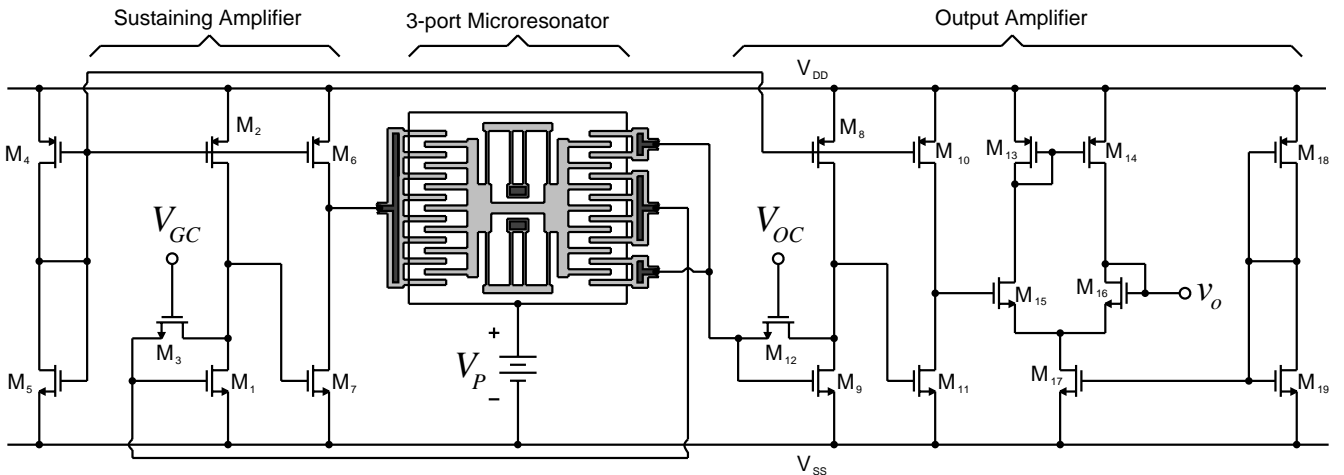 Sustaining Amplifier
3-port Microresonator
Output Amplifier
V_DD
M_4
M_2
M_6
M_8
M_10
M_13
M_14
M_18
V_GC
V_OC
v_o
M_15
M_16
M_3
M_12
M_5
M_1
M_7
+
V_P
−
M_9
M_11
M_17
M_19
V_SS